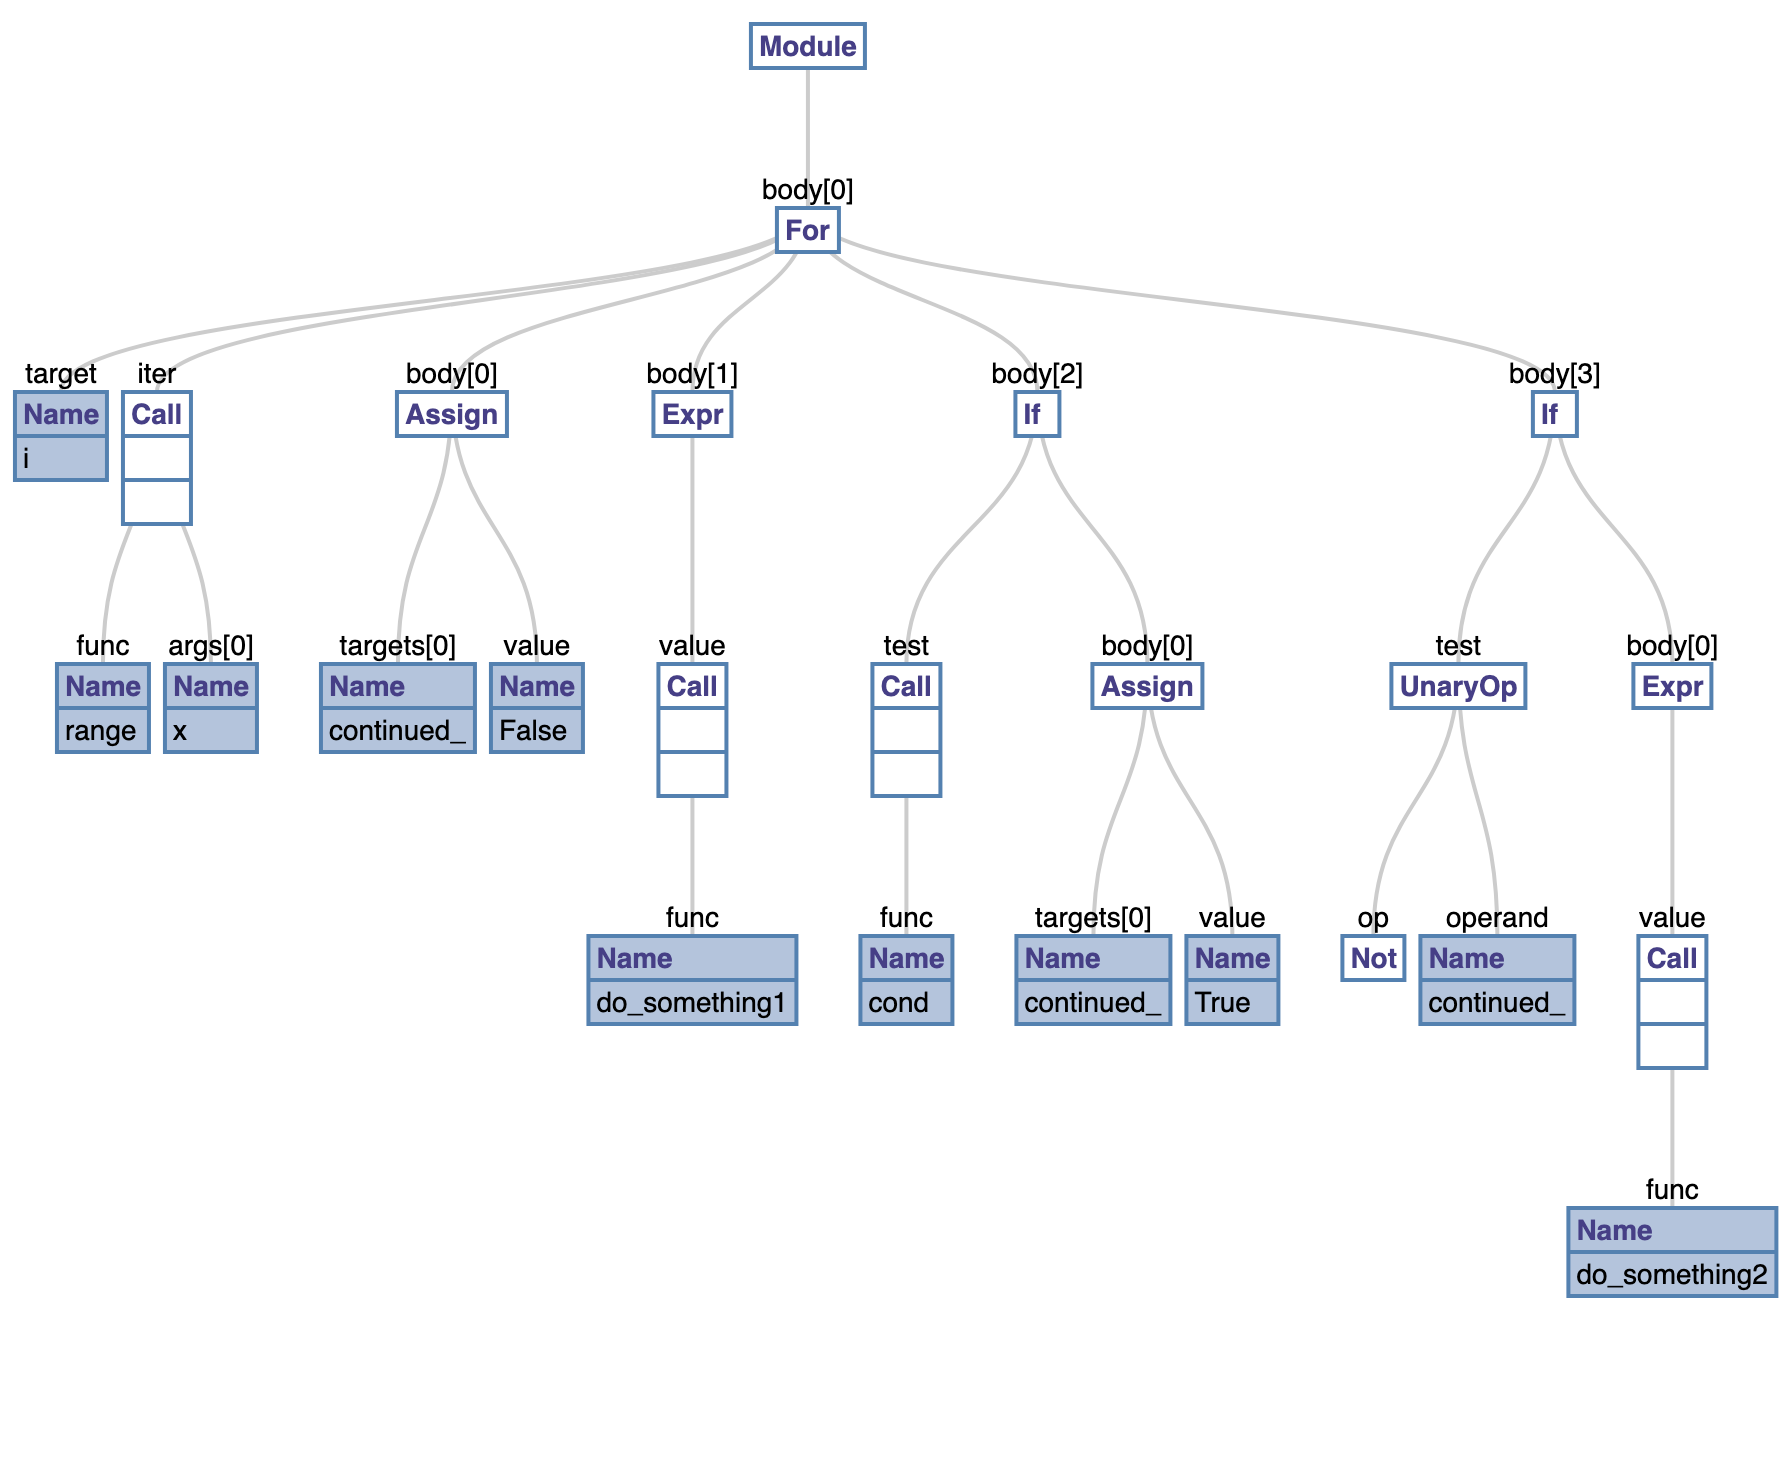 Module
body[0]
For
target iter body[0] body[1] body[2] body[3]
Name Call Assign Expr If If
i
func args[0] targets[0] value value test body[0] test body[0]
Name Name Name Name Call Call Assign UnaryOp Expr
range x continued_ False
func func targets[0] value op operand value
Name Name Name Name Not Name Call
do_something1 cond continued_ True continued_
func
Name
do_something2